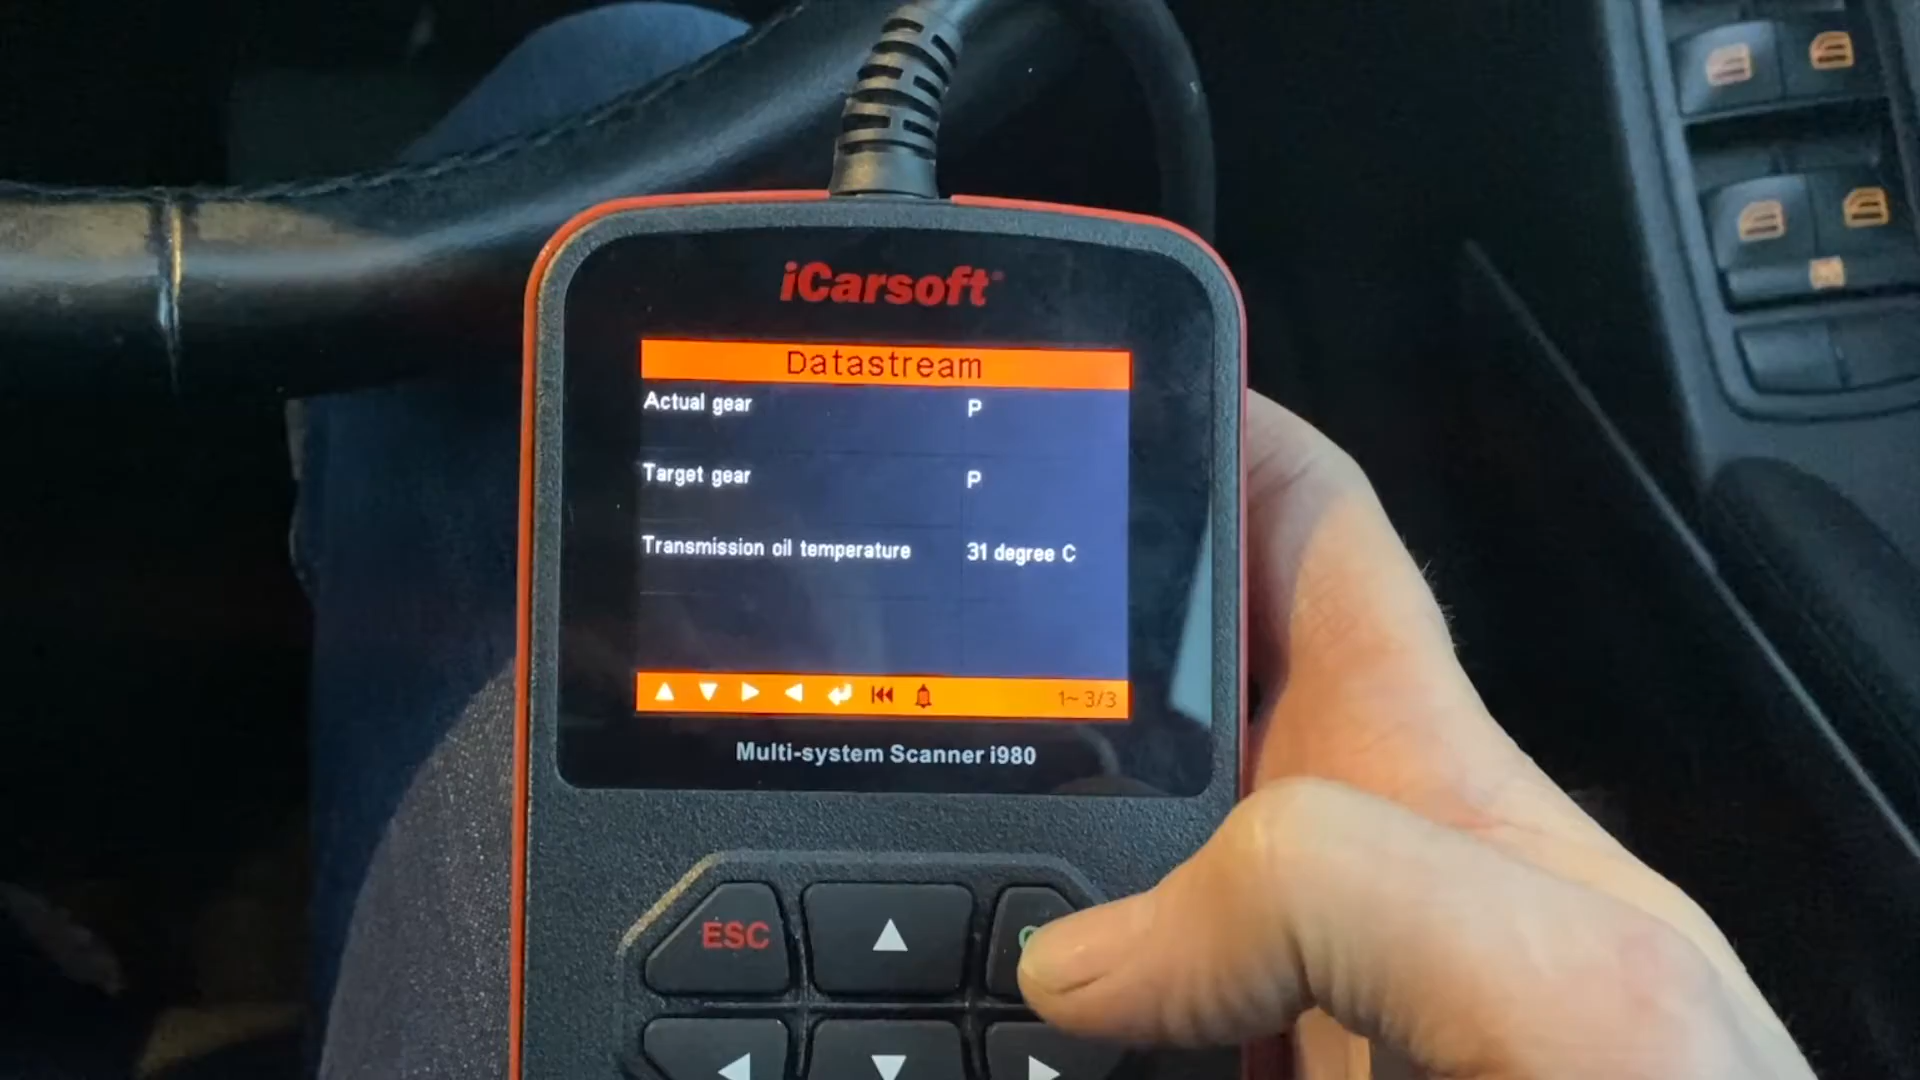 iCarsoft
Datastream
Actual gear P
Target gear P
Transmission oil temperature 31 degree C
1~ 3/3
Multi-system Scanner i980
ESC